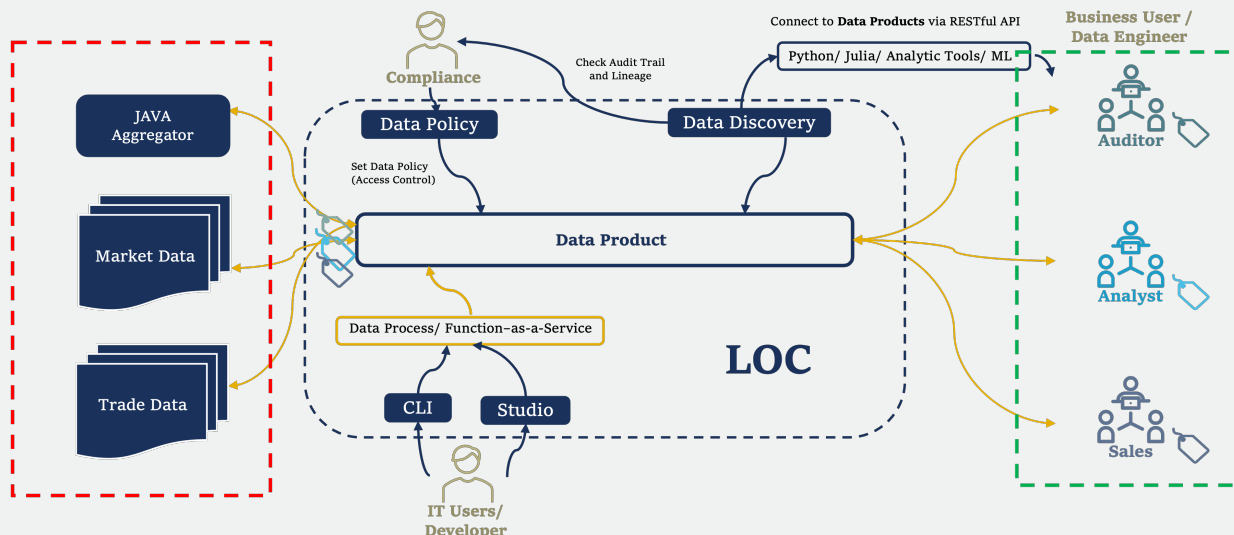 Connect to Data Products via RESTful API
Business User /
Data Engineer
Compliance
Check Audit Trail
and Lineage
Python/ Julia/ Analytic Tools/ ML
JAVA
Aggregator
Data Policy
Data Discovery
Auditor
Set Data Policy
(Access Control)
Market Data
Data Product
Analyst
Data Process/ Function-as-a-Service
LOC
Trade Data
CLI
Studio
Sales
IT Users/
Developer